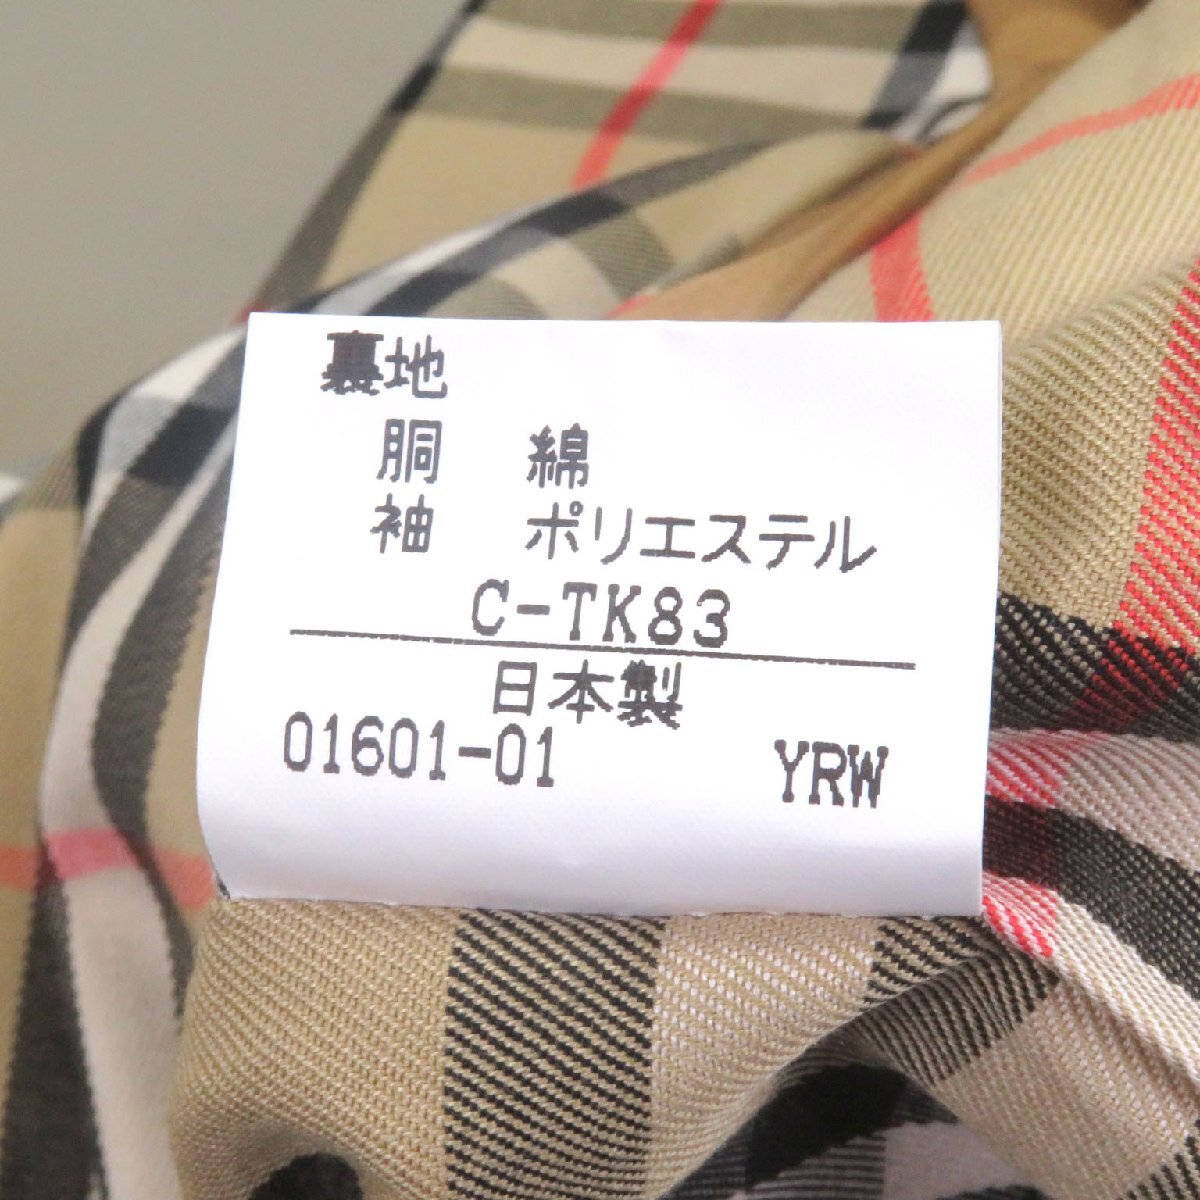 裏地
胴 綿
袖 ポリエステル
C-TK83
日本製
01601-01 YRW